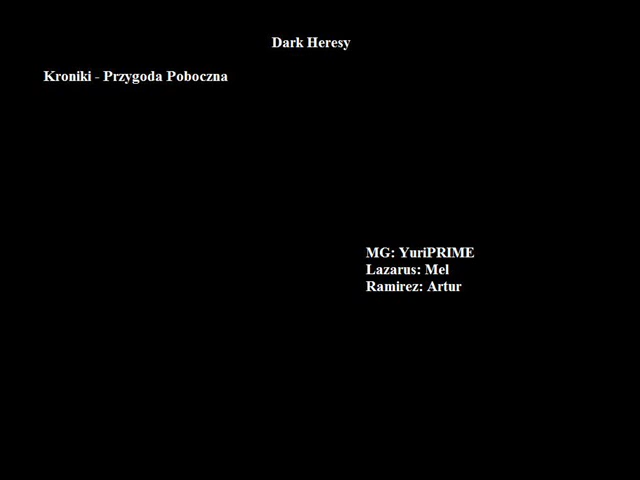 Dark Heresy
Kroniki - Przygoda Poboczna
MG: YuriPRIME
Lazarus: Mel
Ramirez: Artur